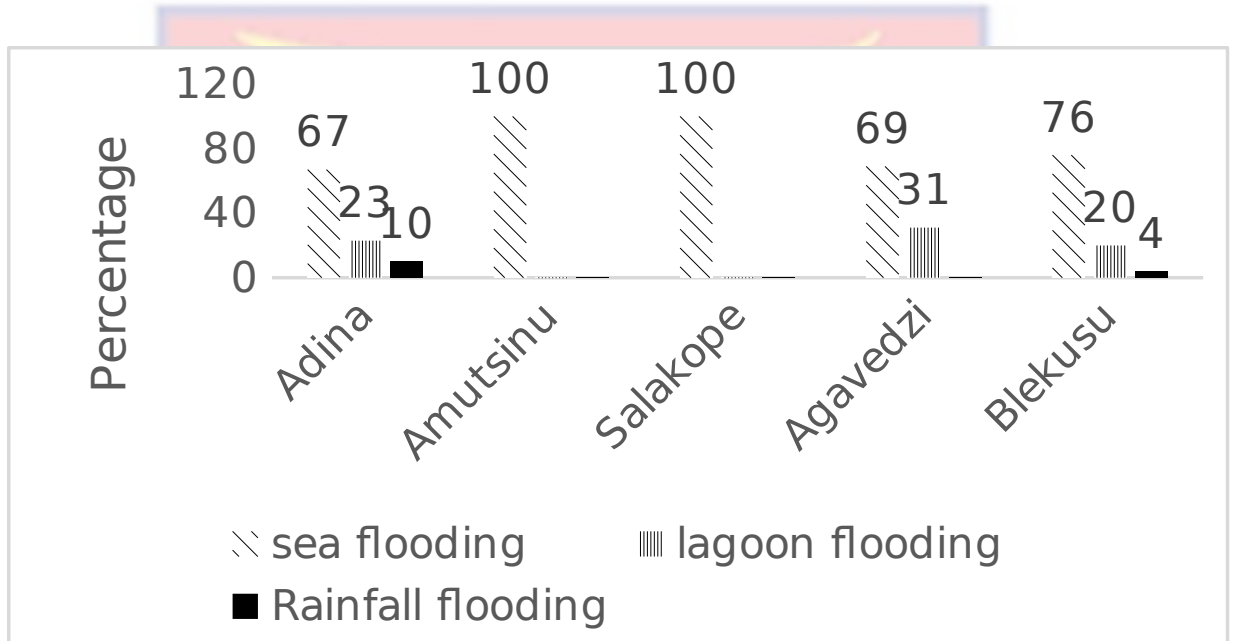 Percentage
120
80
40
0
67
23
10
100
100
69
31
76
20
4
Adina
Amutsinu
Salakope
Agavedzi
Blekusu
sea flooding
lagoon flooding
Rainfall flooding